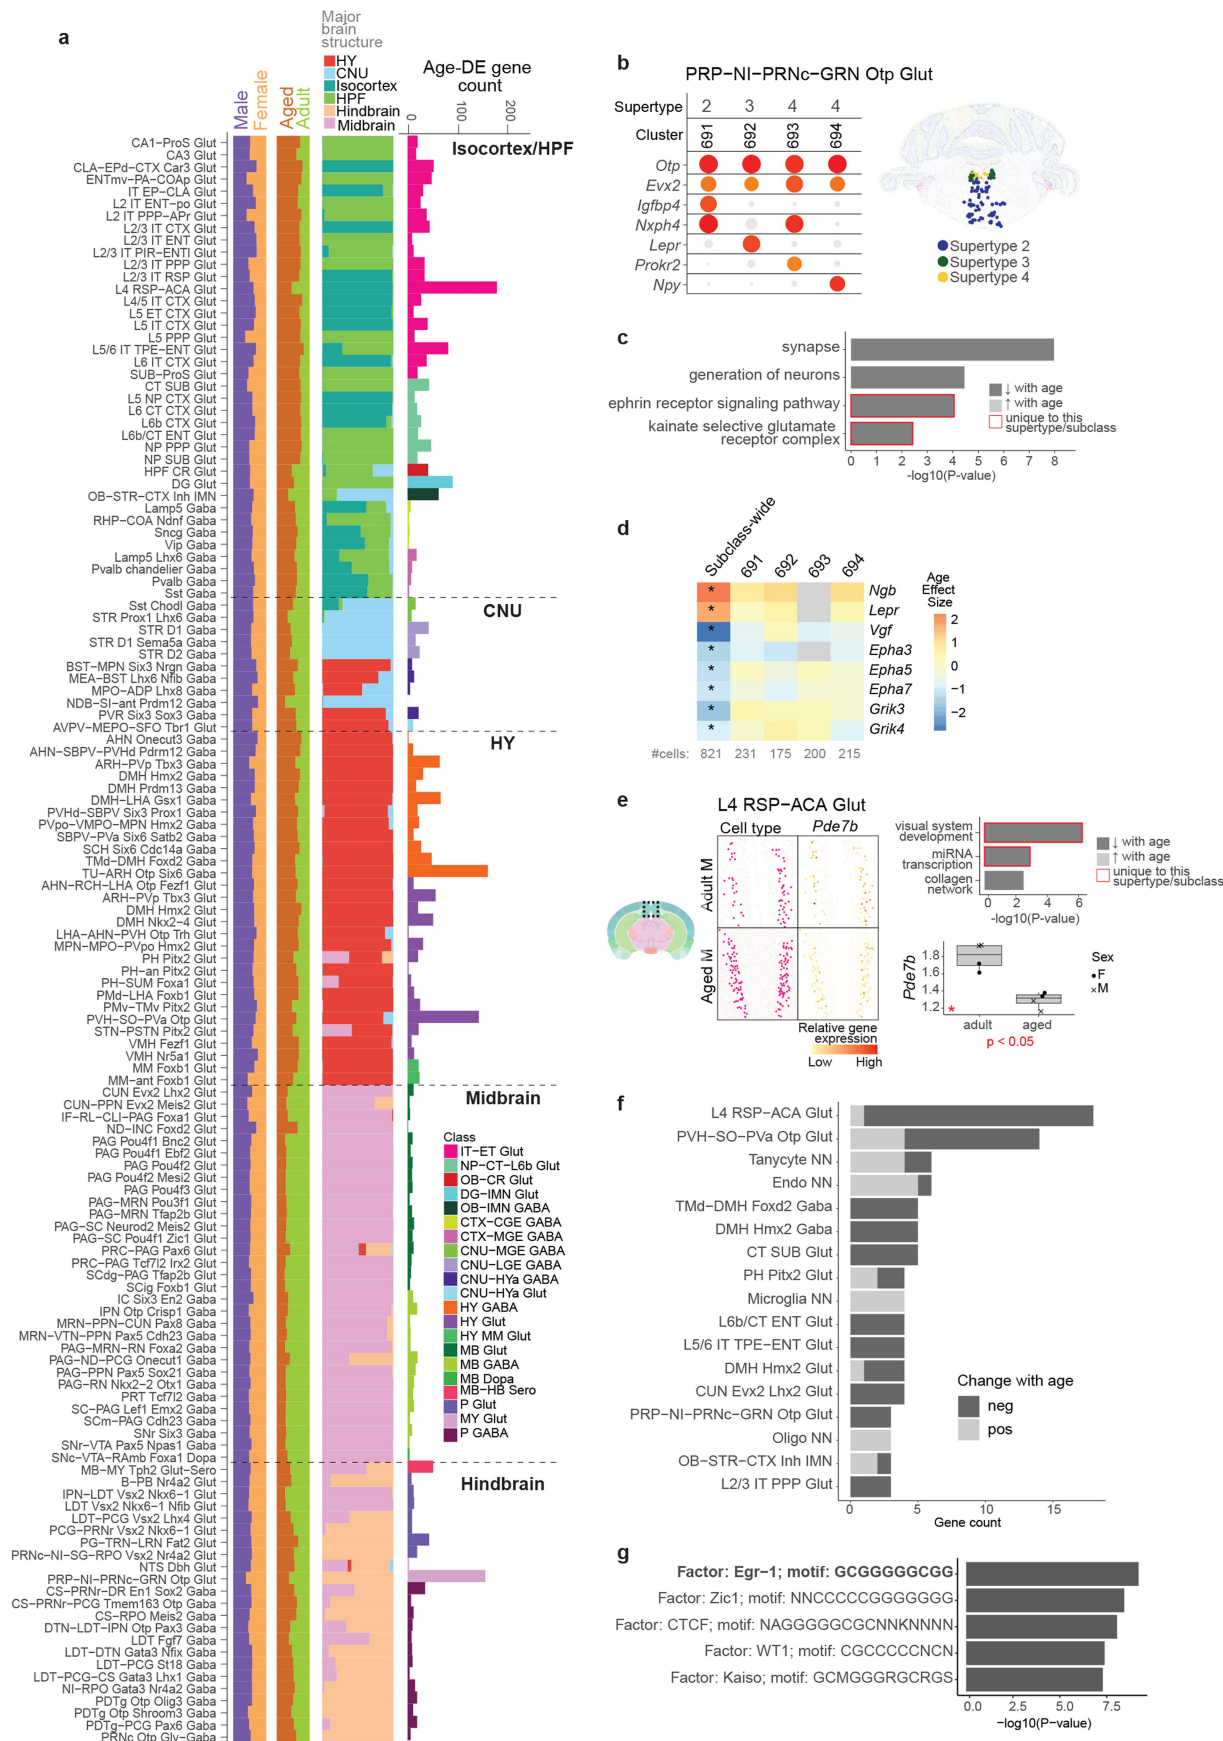 a
Male
Female
Aged
Adult
Major
brain
structure
HY
CNU
Isocortex
HPF
Hindbrain
Midbrain
Age-DE gene
count
0
100
200
Isocortex/HPF
CA1−ProS Glut
CA3 Glut
CLA−EPd−CTX Car3 Glut
ENTmv−PA−COAp Glut
IT EP−CLA Glut
L2 IT ENT−po Glut
L2 IT PPP−APr Glut
L2/3 IT CTX Glut
L2/3 IT ENT Glut
L2/3 IT PIR−ENTl Glut
L2/3 IT PPP Glut
L2/3 IT RSP Glut
L4 RSP−ACA Glut
L4/5 IT CTX Glut
L5 ET CTX Glut
L5 IT CTX Glut
L5 PPP Glut
L5/6 IT TPE−ENT Glut
L6 IT CTX Glut
SUB−ProS Glut
CT SUB Glut
L5 NP CTX Glut
L6 CT CTX Glut
L6b CTX Glut
L6b/CT ENT Glut
NP PPP Glut
NP SUB Glut
HPF CR Glut
DG Glut
OB−STR−CTX Inh IMN
Lamp5 Gaba
RHP−COA Ndnf Gaba
Sncg Gaba
Vip Gaba
Lamp5 Lhx6 Gaba
Pvalb chandelier Gaba
Pvalb Gaba
Sst Gaba
CNU
Sst Chodl Gaba
STR Prox1 Lhx6 Gaba
STR D1 Gaba
STR D1 Sema5a Gaba
STR D2 Gaba
BST−MPN Six3 Nrgn Gaba
MEA−BST Lhx6 Nfib Gaba
MPO−ADP Lhx8 Gaba
NDB−SI−ant Prdm12 Gaba
PVR Six3 Sox3 Gaba
AVPV−MEPO−SFO Tbr1 Glut
HY
AHN Onecut3 Gaba
AHN−SBPV−PVHd Pdrm12 Gaba
ARH−PVp Tbx3 Gaba
DMH Hmx2 Gaba
DMH Prdm13 Gaba
DMH−LHA Gsx1 Gaba
PVHd−SBPV Six3 Prox1 Gaba
PVpo−VMPO−MPN Hmx2 Gaba
SBPV−PVa Six6 Satb2 Gaba
SCH Six6 Cdc14a Gaba
TMd−DMH Foxd2 Gaba
TU−ARH Otp Six6 Gaba
AHN−RCH−LHA Otp Fezf1 Glut
ARH−PVp Tbx3 Glut
DMH Hmx2 Glut
DMH Nkx2−4 Glut
LHA−AHN−PVH Otp Trh Glut
MPN−MPO−PVpo Hmx2 Glut
PH Pitx2 Glut
PH−an Pitx2 Glut
PH−SUM Foxa1 Glut
PMd−LHA Foxb1 Glut
PMv−TMv Pitx2 Glut
PVH−SO−PVa Otp Glut
STN−PSTN Pitx2 Glut
VMH Fezf1 Glut
VMH Nr5a1 Glut
MM Foxb1 Glut
MM−ant Foxb1 Glut
Midbrain
CUN Evx2 Lhx2 Glut
CUN−PPN Evx2 Meis2 Glut
IF−RL−CLI−PAG Foxa1 Glut
ND−INC Foxd2 Glut
PAG Pou4f1 Bnc2 Glut
PAG Pou4f1 Ebf2 Glut
PAG Pou4f2 Glut
PAG Pou4f2 Mesi2 Glut
PAG Pou4f3 Glut
PAG−MRN Pou3f1 Glut
PAG−MRN Tfap2b Glut
PAG−SC Neurod2 Meis2 Glut
PAG−SC Pou4f1 Zic1 Glut
PRC−PAG Pax6 Glut
PRC−PAG Tcf7l2 Irx2 Glut
SCdg−PAG Tfap2b Glut
SCig Foxb1 Glut
IC Six3 En2 Gaba
IPN Otp Crisp1 Gaba
MRN−PPN−CUN Pax8 Gaba
MRN−VTN−PPN Pax5 Cdh23 Gaba
PAG−MRN−RN Foxa2 Gaba
PAG−ND−PCG Onecut1 Gaba
PAG−PPN Pax5 Sox21 Gaba
PAG−RN Nkx2−2 Otx1 Gaba
PRT Tcf7l2 Gaba
SC−PAG Lef1 Emx2 Gaba
SCm−PAG Cdh23 Gaba
SNr Six3 Gaba
SNr−VTA Pax5 Npas1 Gaba
SNc−VTA−RAmb Foxa1 Dopa
Class
IT−ET Glut
NP−CT−L6b Glut
OB−CR Glut
DG−IMN Glut
OB−IMN GABA
CTX−CGE GABA
CTX−MGE GABA
CNU−MGE GABA
CNU−LGE GABA
CNU−HYa GABA
CNU−HYa Glut
HY GABA
HY Glut
HY MM Glut
MB Glut
MB GABA
MB Dopa
MB−HB Sero
P Glut
MY Glut
P GABA
Hindbrain
MB−MY Tph2 Glut−Sero
B−PB Nr4a2 Glut
IPN−LDT Vsx2 Nkx6−1 Glut
LDT Vsx2 Nkx6−1 Nfib Glut
LDT−PCG Vsx2 Lhx4 Glut
PCG−PRNr Vsx2 Nkx6−1 Glut
PG−TRN−LRN Fat2 Glut
PRNc−NI−SG−RPO Vsx2 Nr4a2 Glut
NTS Dbh Glut
PRP−NI−PRNc−GRN Otp Glut
CS−PRNr−DR En1 Sox2 Gaba
CS−PRNr−PCG Tmem163 Otp Gaba
CS−RPO Meis2 Gaba
DTN−LDT−IPN Otp Pax3 Gaba
LDT Fgf7 Gaba
LDT−DTN Gata3 Nfix Gaba
LDT−PCG St18 Gaba
LDT−PCG−CS Gata3 Lhx1 Gaba
NI−RPO Gata3 Nr4a2 Gaba
PDTg Otp Olig3 Gaba
PDTg Otp Shroom3 Gaba
PDTg−PCG Pax6 Gaba
PRNc Otp Gly−Gaba
b
PRP−NI−PRNc−GRN Otp Glut
Supertype 2 3 4 4
Cluster 691 692 693 694
Otp
Evx2
Igfbp4
Nxph4
Lepr
Prokr2
Npy
Supertype 2
Supertype 3
Supertype 4
c
synapse
generation of neurons
ephrin receptor signaling pathway
kainate selective glutamate
receptor complex
0 1 2 3 4 5 6 7 8
-log10(P-value)
↓ with age
↑ with age
unique to this
supertype/subclass
d
Subclass-wide 691 692 693 694
* Ngb
* Lepr
* Vgf
* Epha3
* Epha5
* Epha7
* Grik3
* Grik4
#cells: 821 231 175 200 215
Age
Effect
Size
2
1
0
−1
−2
e
L4 RSP−ACA Glut
Cell type Pde7b
Adult M
Aged M
Relative gene
expression
Low High
visual system
development
miRNA
transcription
collagen
network
0 2 4 6
-log10(P-value)
↓ with age
↑ with age
unique to this
supertype/subclass
Pde7b
1.8
1.6
1.4
1.2
*
adult aged
p < 0.05
Sex
F
M
f
L4 RSP−ACA Glut
PVH−SO−PVa Otp Glut
Tanycyte NN
Endo NN
TMd−DMH Foxd2 Gaba
DMH Hmx2 Gaba
CT SUB Glut
PH Pitx2 Glut
Microglia NN
L6b/CT ENT Glut
L5/6 IT TPE−ENT Glut
DMH Hmx2 Glut
CUN Evx2 Lhx2 Glut
PRP−NI−PRNc−GRN Otp Glut
Oligo NN
OB−STR−CTX Inh IMN
L2/3 IT PPP Glut
0 5 10 15
Gene count
Change with age
neg
pos
g
Factor: Egr−1; motif: GCGGGGGCGG
Factor: Zic1; motif: NNCCCCCGGGGGGG
Factor: CTCF; motif: NAGGGGGCGCNNKNNNN
Factor: WT1; motif: CGCCCCCNCN
Factor: Kaiso; motif: GCMGGGRGCRGS
0.0 2.5 5.0 7.5
−log10(P−value)